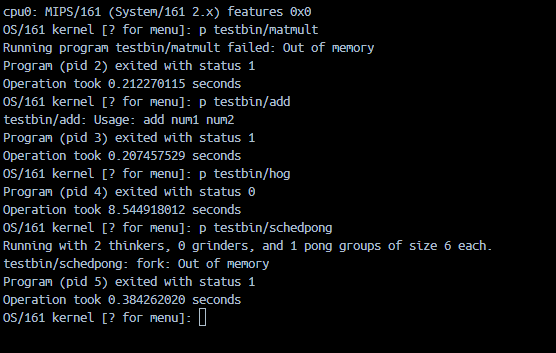 cpu0: MIPS/161 (System/161 2.x) features 0x0
OS/161 kernel [? for menu]: p testbin/matmult
Running program testbin/matmult failed: Out of memory
Program (pid 2) exited with status 1
Operation took 0.212270115 seconds
OS/161 kernel [? for menu]: p testbin/add
testbin/add: Usage: add num1 num2
Program (pid 3) exited with status 1
Operation took 0.207457529 seconds
OS/161 kernel [? for menu]: p testbin/hog
Program (pid 4) exited with status 0
Operation took 8.544918012 seconds
OS/161 kernel [? for menu]: p testbin/schedpong
Running with 2 thinkers, 0 grinders, and 1 pong groups of size 6 each.
testbin/schedpong: fork: Out of memory
Program (pid 5) exited with status 1
Operation took 0.384262020 seconds
OS/161 kernel [? for menu]: